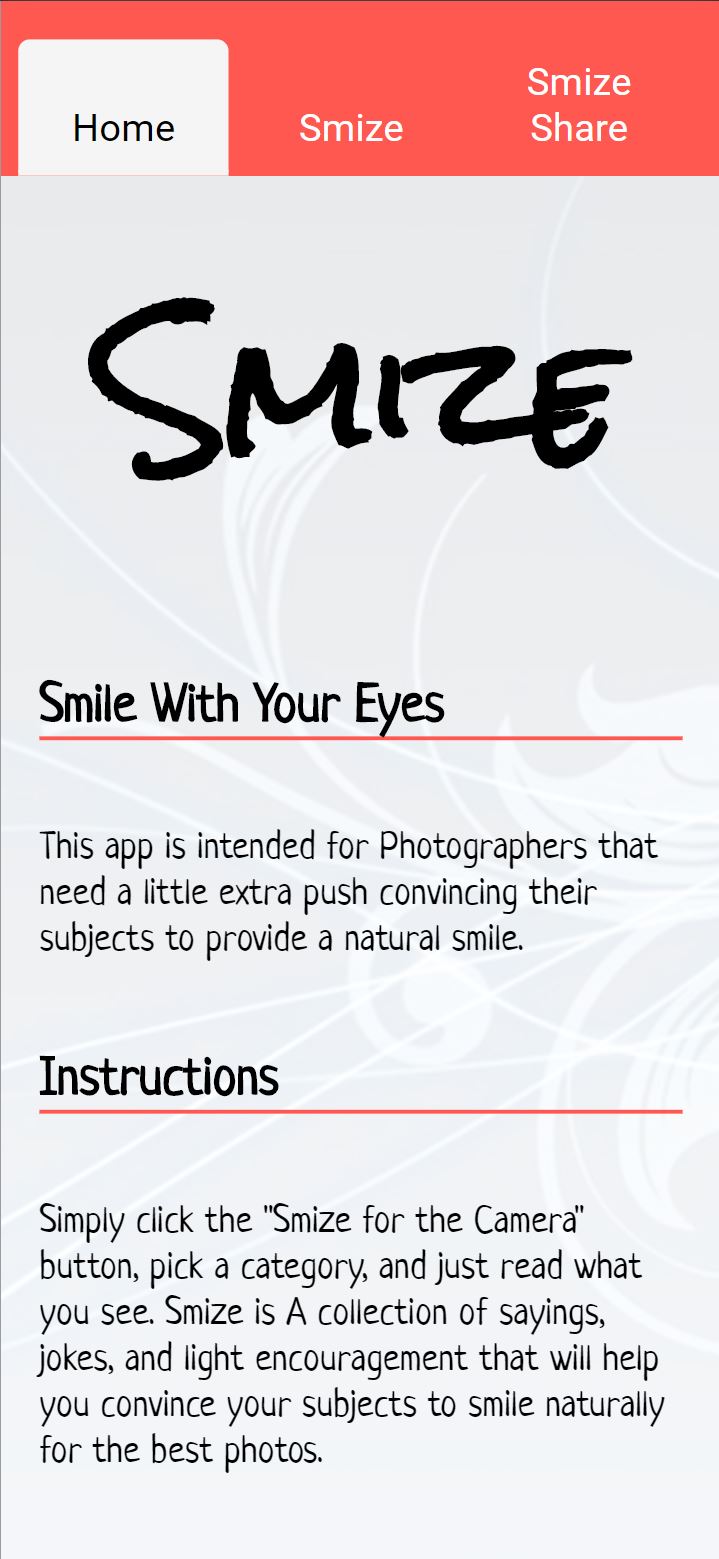 Home
Smize
Smize
Share
Smize
Smile With Your Eyes
This app is intended for Photographers that
need a little extra push convincing their
subjects to provide a natural smile.
Instructions
Simply click the "Smize for the Camera"
button, pick a category, and just read what
you see. Smize is A collection of sayings,
jokes, and light encouragement that will help
you convince your subjects to smile naturally
for the best photos.